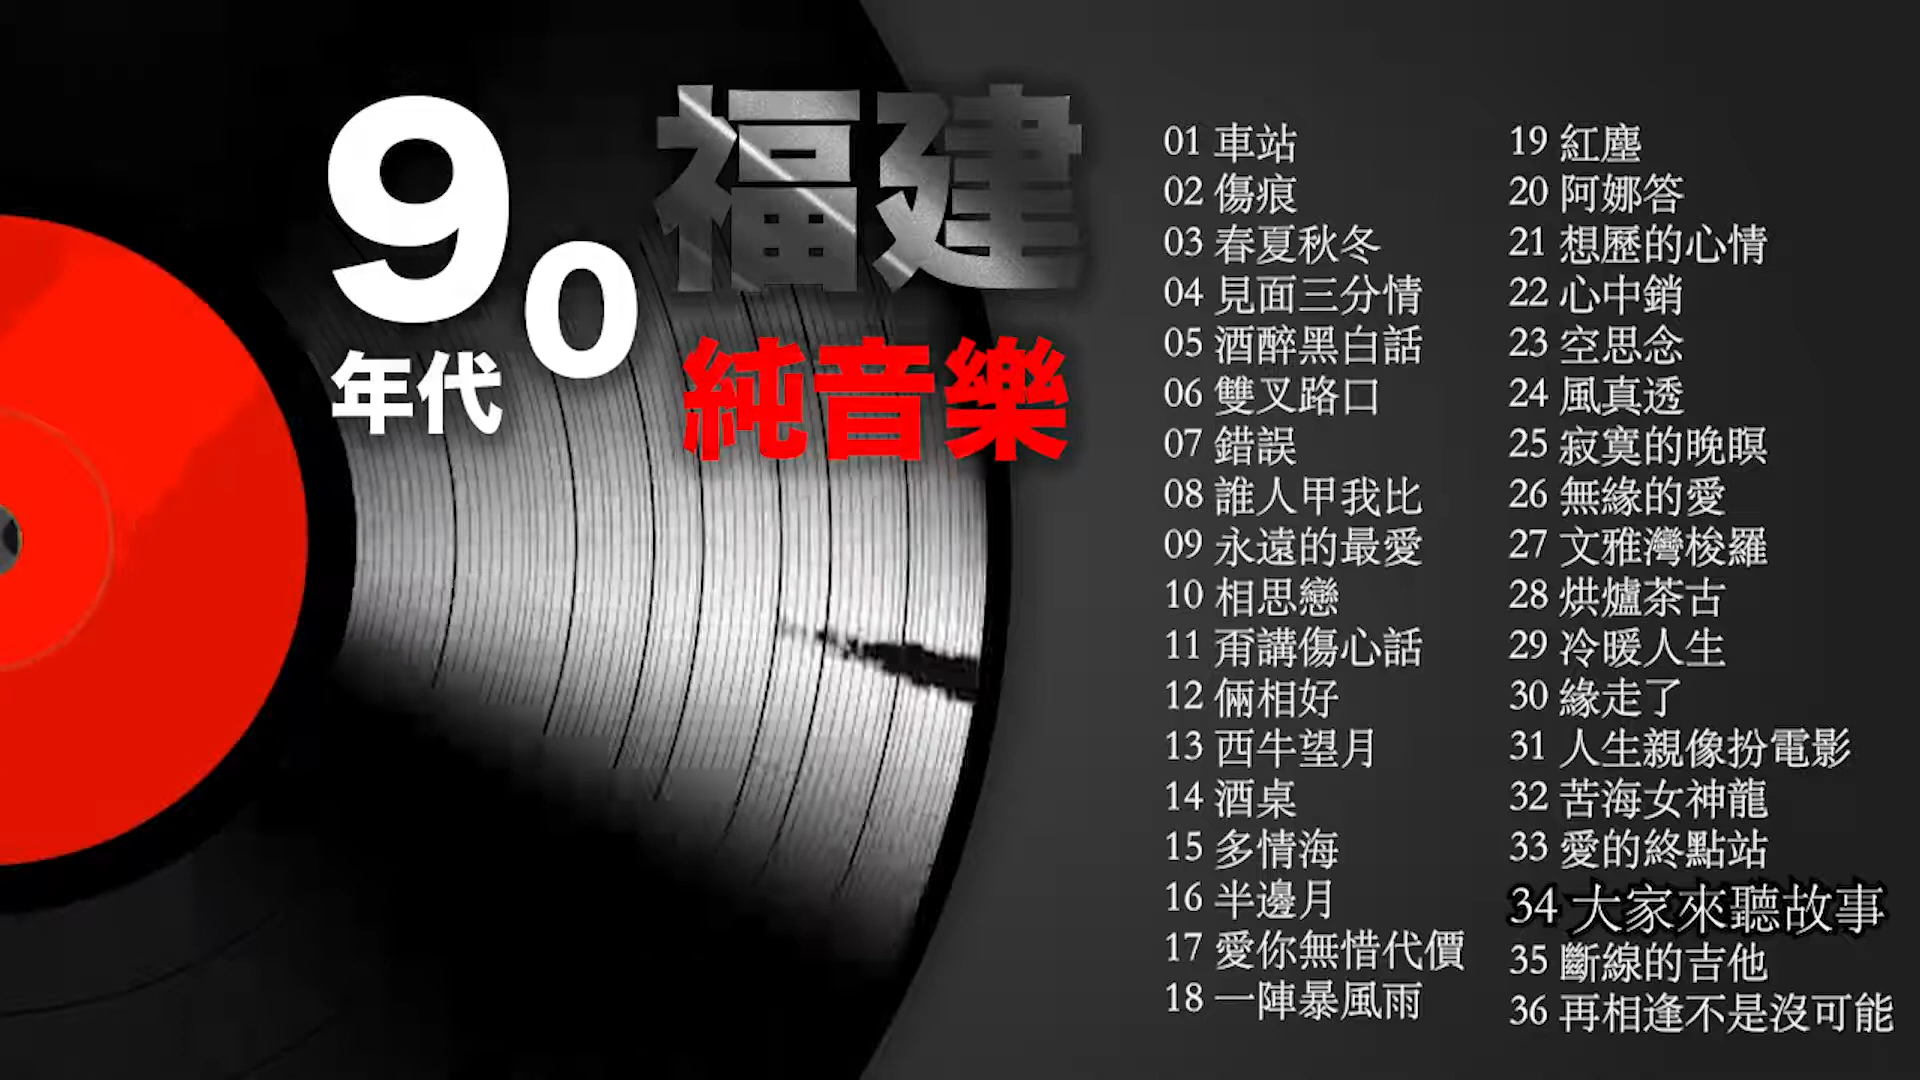 90
年代
福建
純音樂
01 車站
02 傷痕
03 春夏秋冬
04 見面三分情
05 酒醉黑白話
06 雙叉路口
07 錯誤
08 誰人甲我比
09 永遠的最愛
10 相思戀
11 甭講傷心話
12 倆相好
13 西牛望月
14 酒桌
15 多情海
16 半邊月
17 愛你無惜代價
18 一陣暴風雨
19 紅塵
20 阿娜答
21 想歷的心情
22 心中銷
23 空思念
24 風真透
25 寂寞的晚瞑
26 無緣的愛
27 文雅灣梭羅
28 烘爐茶古
29 冷暖人生
30 緣走了
31 人生親像扮電影
32 苦海女神龍
33 愛的終點站
34 大家來聽故事
35 斷線的吉他
36 再相逢不是沒可能